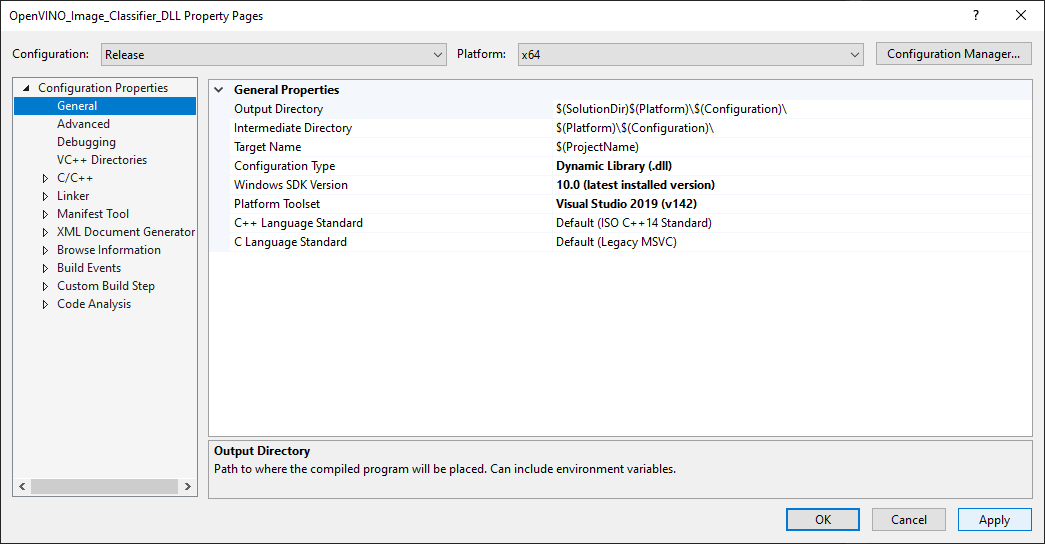 OpenVINO_Image_Classifier_DLL Property Pages
Configuration: Release Platform: x64 Configuration Manager...
Configuration Properties
General
Advanced
Debugging
VC++ Directories
C/C++
Linker
Manifest Tool
XML Document Generator
Browse Information
Build Events
Custom Build Step
Code Analysis
General Properties
Output Directory $(SolutionDir)$(Platform)\$(Configuration)\
Intermediate Directory $(Platform)\$(Configuration)\
Target Name $(ProjectName)
Configuration Type Dynamic Library (.dll)
Windows SDK Version 10.0 (latest installed version)
Platform Toolset Visual Studio 2019 (v142)
C++ Language Standard Default (ISO C++14 Standard)
C Language Standard Default (Legacy MSVC)
Output Directory
Path to where the compiled program will be placed. Can include environment variables.
OK Cancel Apply